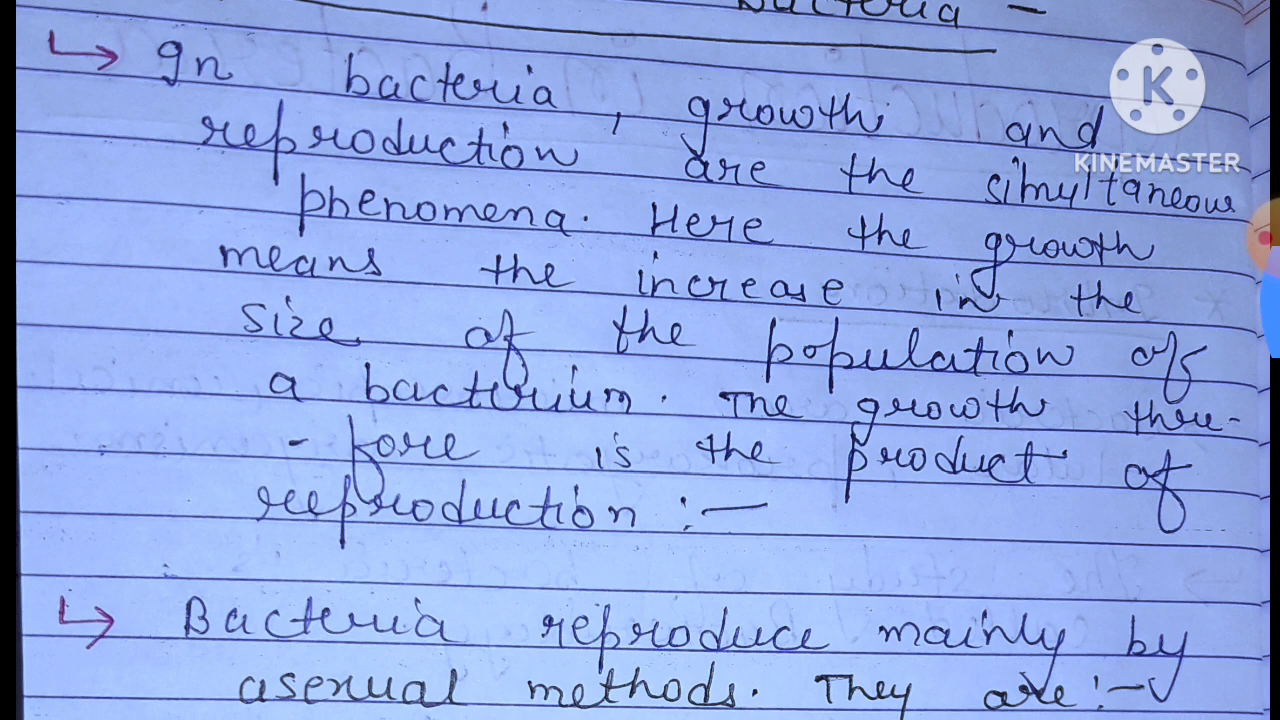 Bacteria -
↳ In bacteria, growth and
reproduction are the simultaneous
phenomena. Here the growth
means the increase in the
size of the population of
a bacterium. The growth there-
- fore is the product of
reeproduction :-
↳ Bacteria reproduce mainly by
asexual methods. They are :-
K
KINEMASTER